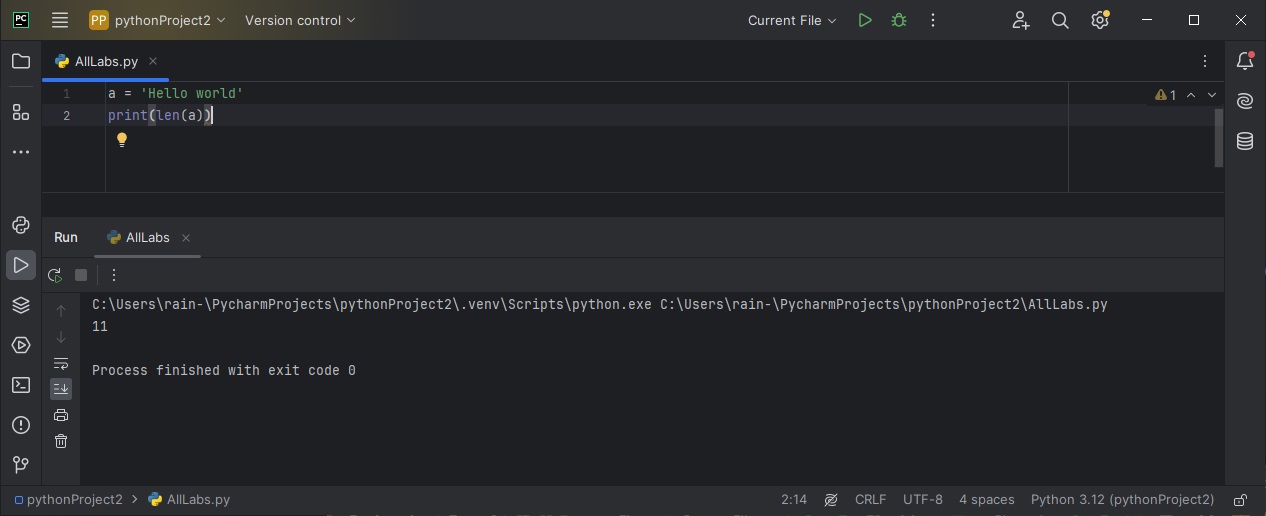 PC PP pythonProject2 Version control Current File
AllLabs.py
1 a = 'Hello world' 1
2 print(len(a))
Run AllLabs
C:\Users\rain-\PycharmProjects\pythonProject2\.venv\Scripts\python.exe C:\Users\rain-\PycharmProjects\pythonProject2\AllLabs.py
11
Process finished with exit code 0
pythonProject2 > AllLabs.py 2:14 CRLF UTF-8 4 spaces Python 3.12 (pythonProject2)